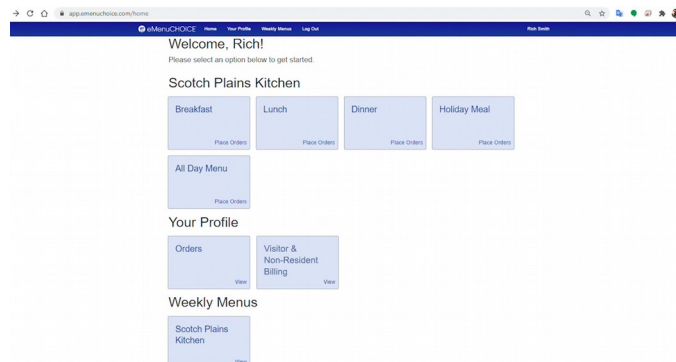 app.emenuchoice.com/home
eMenuCHOICE Home Your Profile Weekly Menus Log Out Rich Smith
Welcome, Rich!
Please select an option below to get started.
Scotch Plains Kitchen
Breakfast Lunch Dinner Holiday Meal
Place Orders Place Orders Place Orders Place Orders
All Day Menu
Place Orders
Your Profile
Orders Visitor &
Non-Resident
Billing
View View
Weekly Menus
Scotch Plains
Kitchen
View